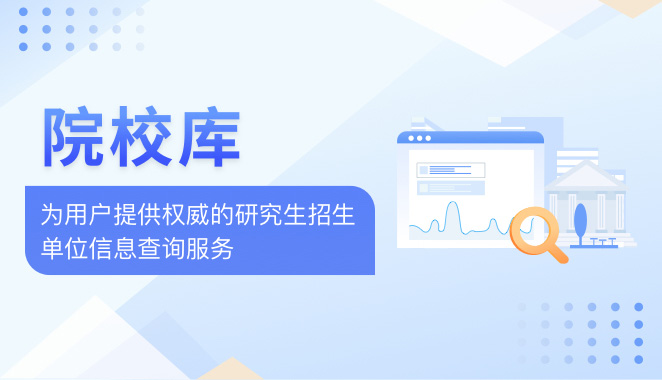 院校库
为用户提供权威的研究生招生
单位信息查询服务